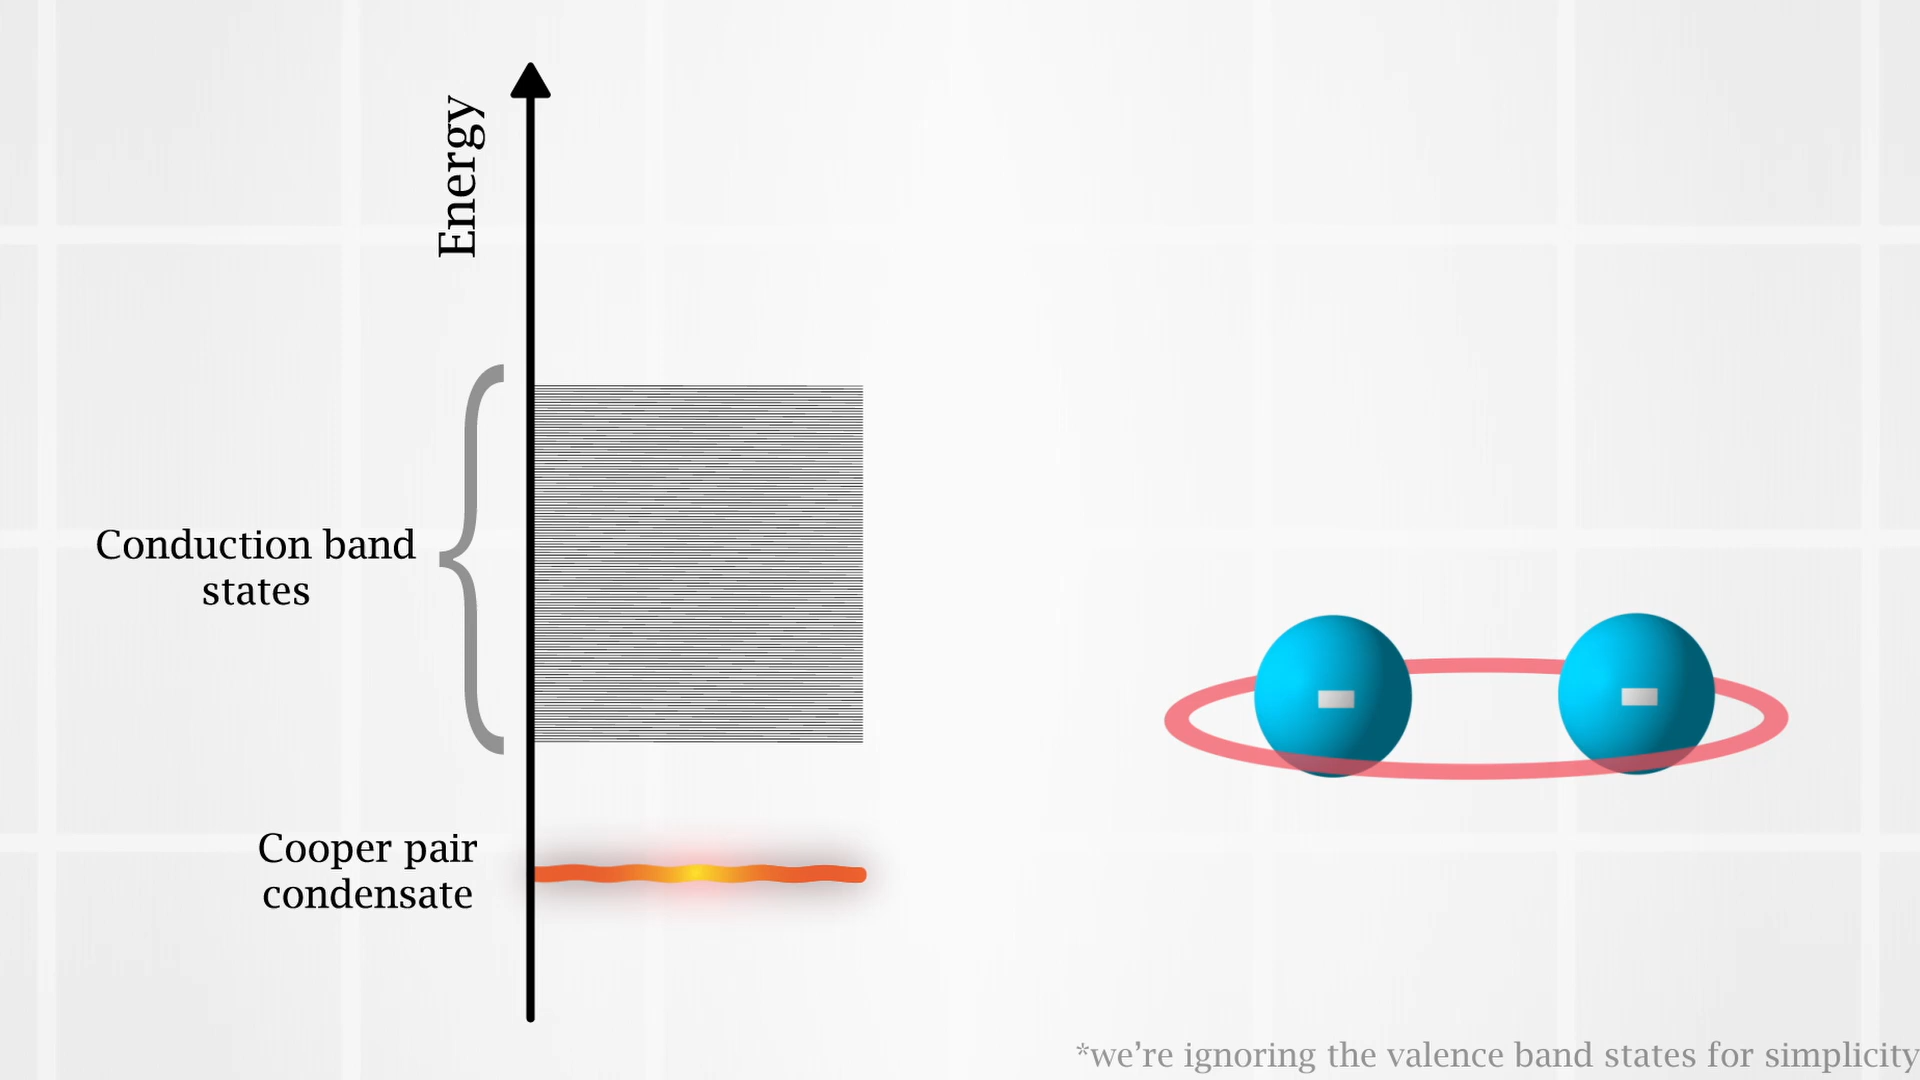 Energy
Conduction band
states
Cooper pair
condensate
*we’re ignoring the valence band states for simplicity